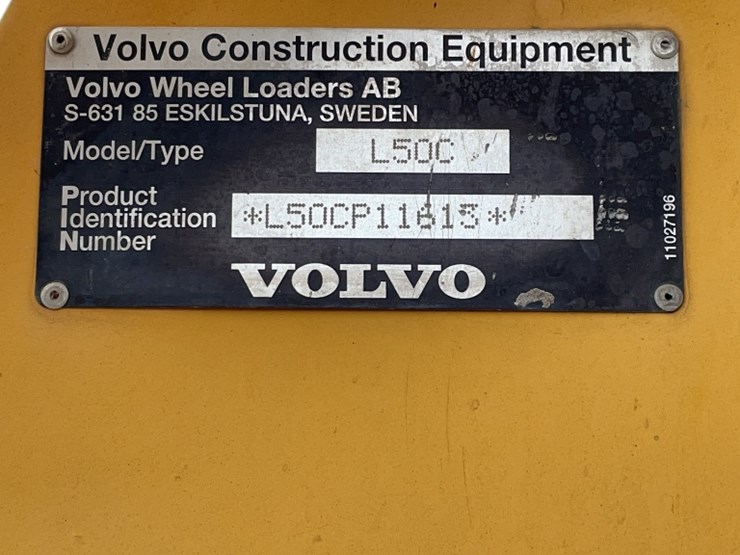 Volvo Construction Equipment
Volvo Wheel Loaders AB
S-631 85 ESKILSTUNA, SWEDEN
Model/Type
L50C
Product
Identification
Number
*L50CP11613*
11027196
VOLVO